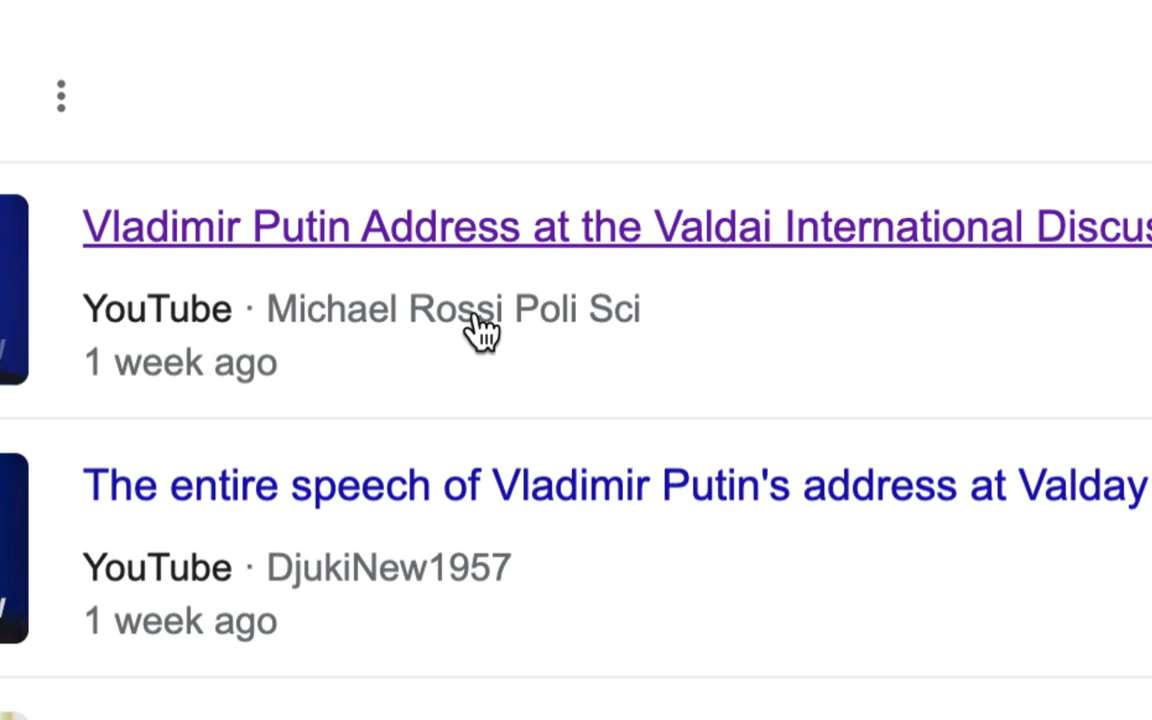 Vladimir Putin Address at the Valdai International
YouTube · Michael Rossi Poli Sci
1 week ago
The entire speech of Vladimir Putin's address at Valday
YouTube · DjukiNew1957
1 week ago